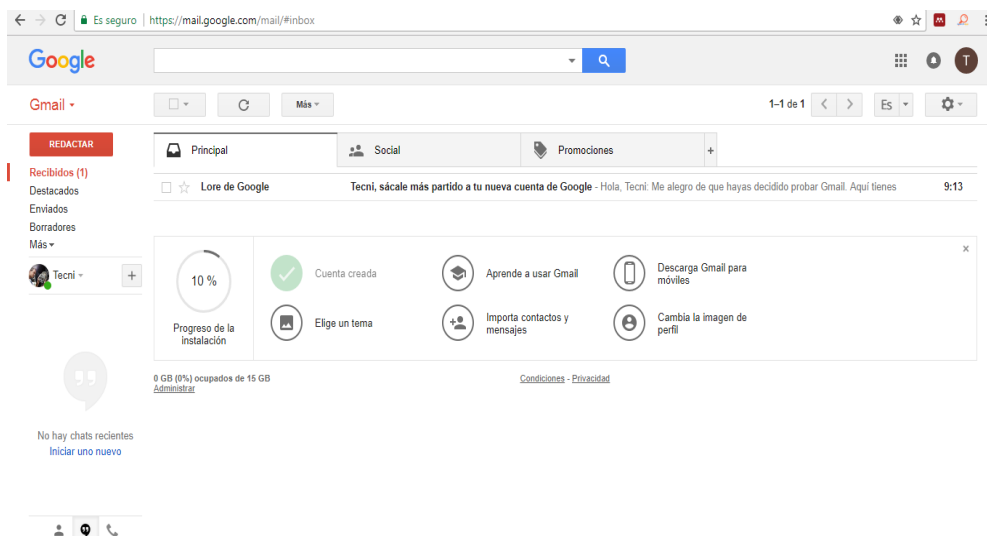 Es seguro https://mail.google.com/mail/#inbox
Google
T
Gmail
Más
1–1 de 1
Es
REDACTAR
Principal
Social
Promociones
+
Recibidos (1)
Destacados
Enviados
Borradores
Más
Lore de Google
Tecni, sácale más partido a tu nueva cuenta de Google - Hola, Tecni: Me alegro de que hayas decidido probar Gmail. Aquí tienes
9:13
Tecni
+
10 %
Progreso de la
instalación
Cuenta creada
Aprende a usar Gmail
Descarga Gmail para
móviles
Elige un tema
Importa contactos y
mensajes
Cambia la imagen de
perfil
x
0 GB (0%) ocupados de 15 GB
Administrar
Condiciones - Privacidad
No hay chats recientes
Iniciar uno nuevo